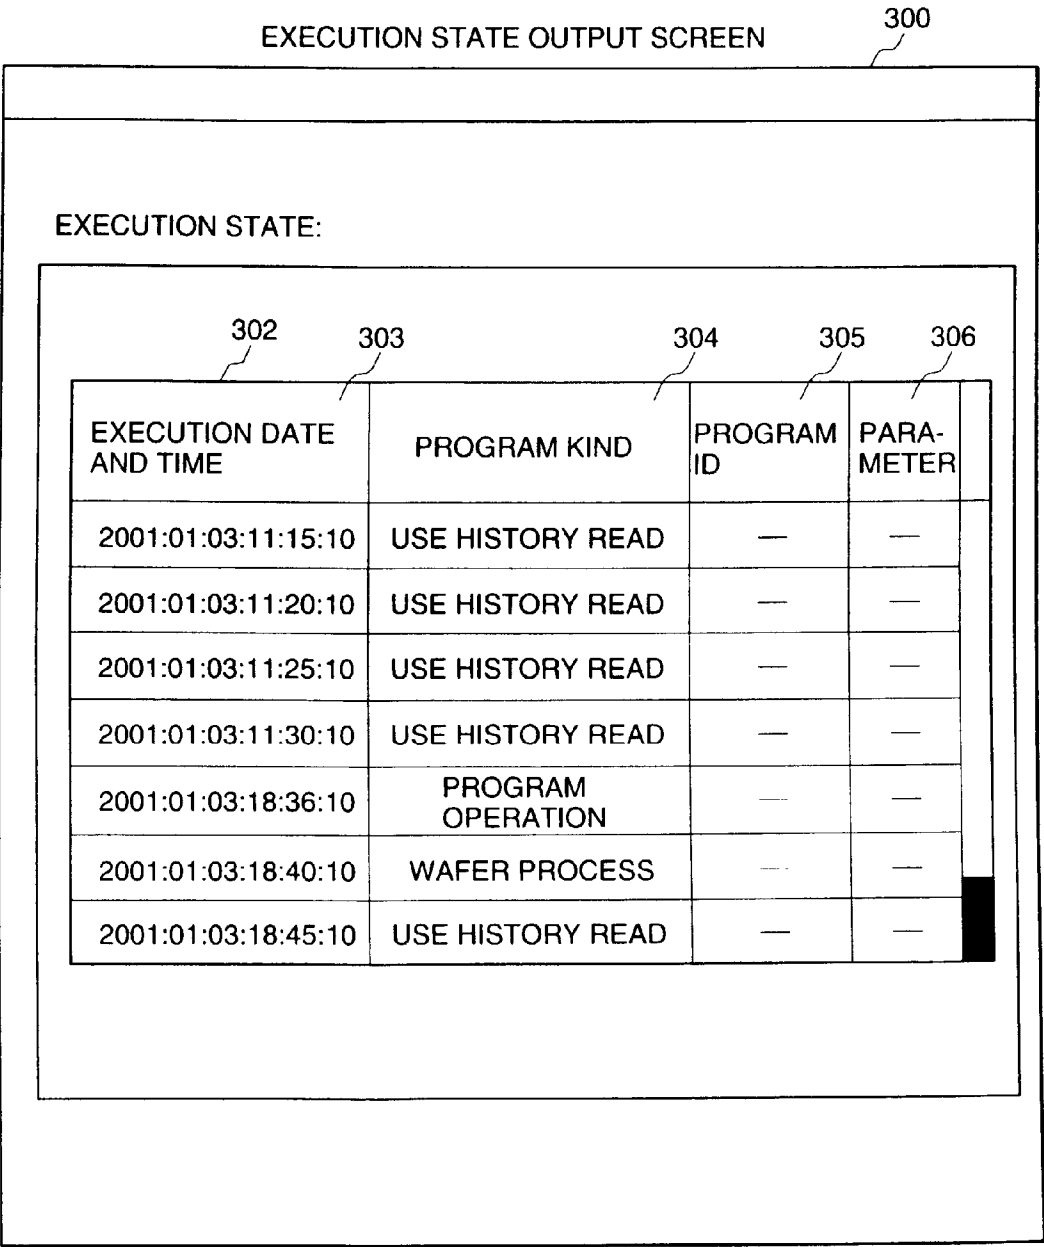 EXECUTION STATE OUTPUT SCREEN
300
EXECUTION STATE:
302
303
304
305
306
EXECUTION DATE
AND TIME
PROGRAM KIND
PROGRAM
ID
PARA-
METER
2001:01:03:11:15:10 USE HISTORY READ — —
2001:01:03:11:20:10 USE HISTORY READ — —
2001:01:03:11:25:10 USE HISTORY READ — —
2001:01:03:11:30:10 USE HISTORY READ — —
2001:01:03:18:36:10 PROGRAM
OPERATION — —
2001:01:03:18:40:10 WAFER PROCESS — —
2001:01:03:18:45:10 USE HISTORY READ — —